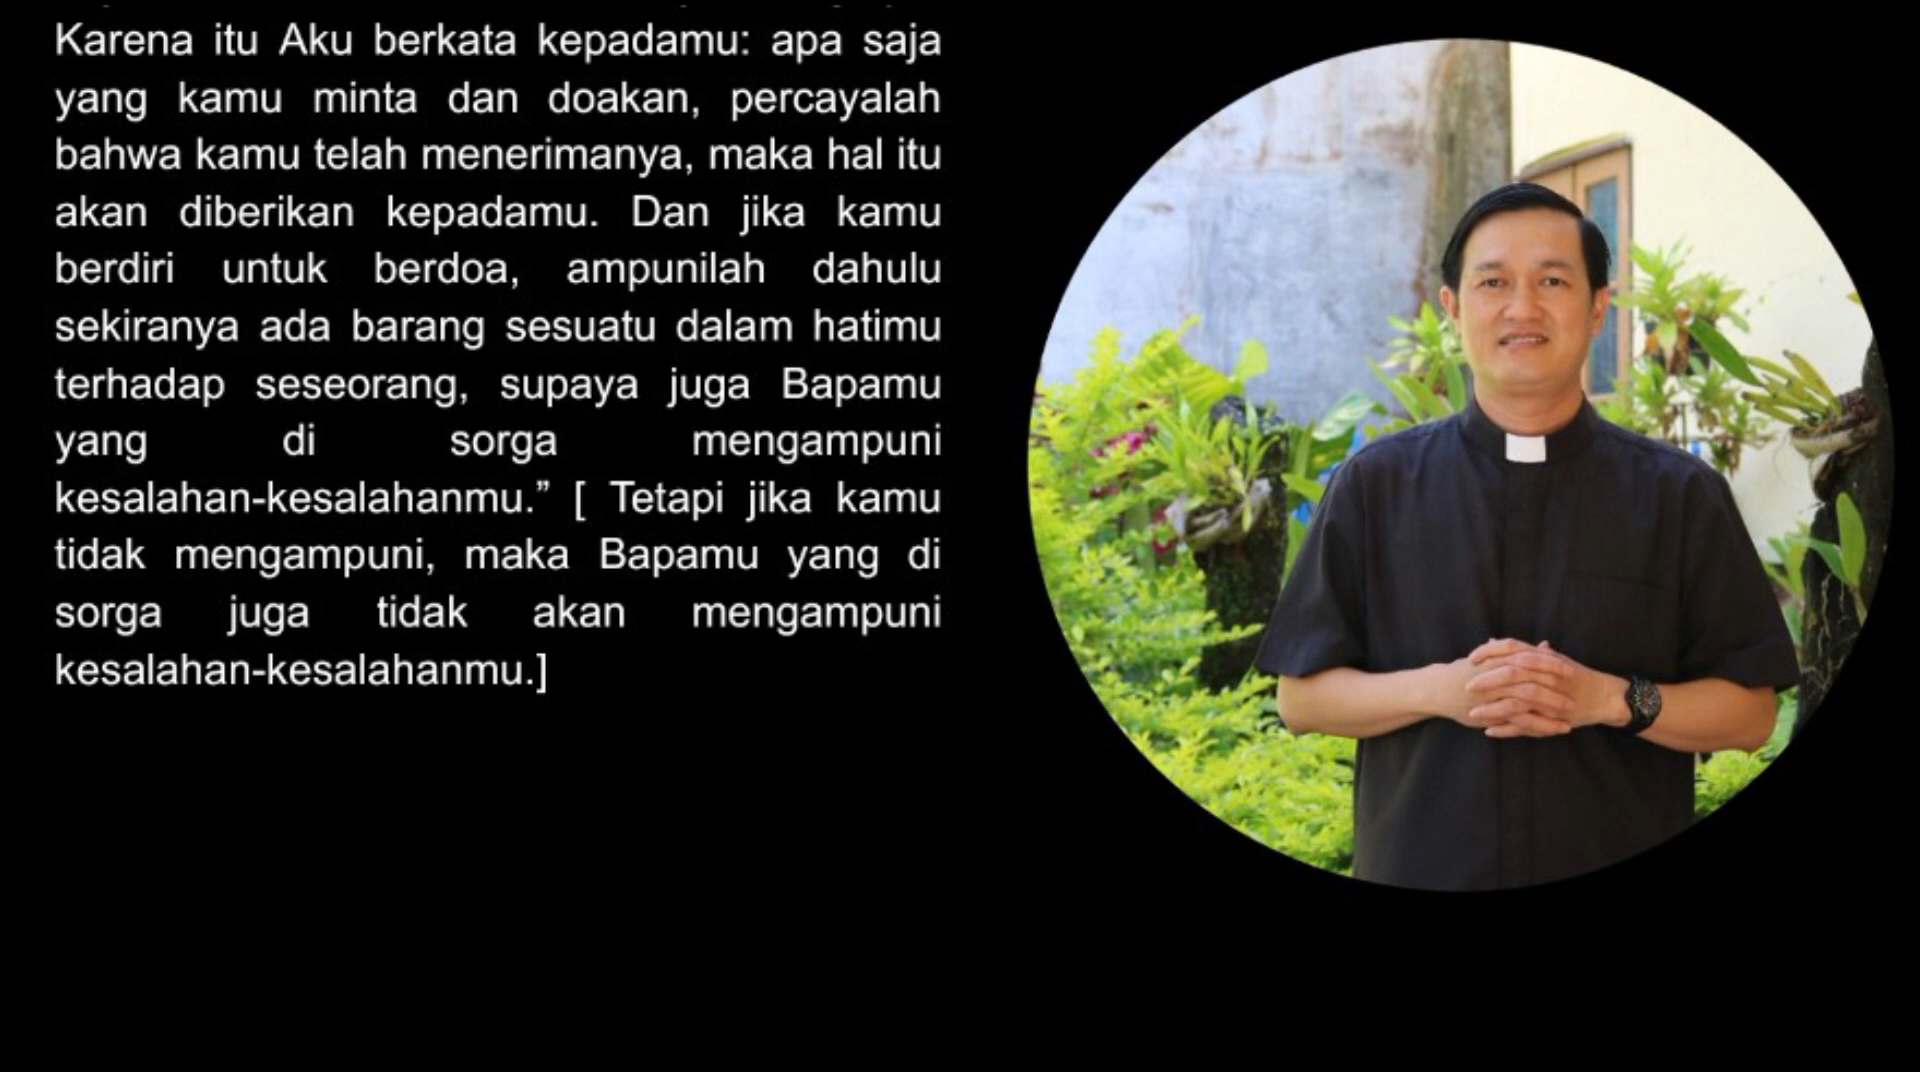 Karena itu Aku berkata kepadamu: apa saja
yang kamu minta dan doakan, percayalah
bahwa kamu telah menerimanya, maka hal itu
akan diberikan kepadamu. Dan jika kamu
berdiri untuk berdoa, ampunilah dahulu
sekiranya ada barang sesuatu dalam hatimu
terhadap seseorang, supaya juga Bapamu
yang di sorga mengampuni
kesalahan-kesalahanmu.” [ Tetapi jika kamu
tidak mengampuni, maka Bapamu yang di
sorga juga tidak akan mengampuni
kesalahan-kesalahanmu.]